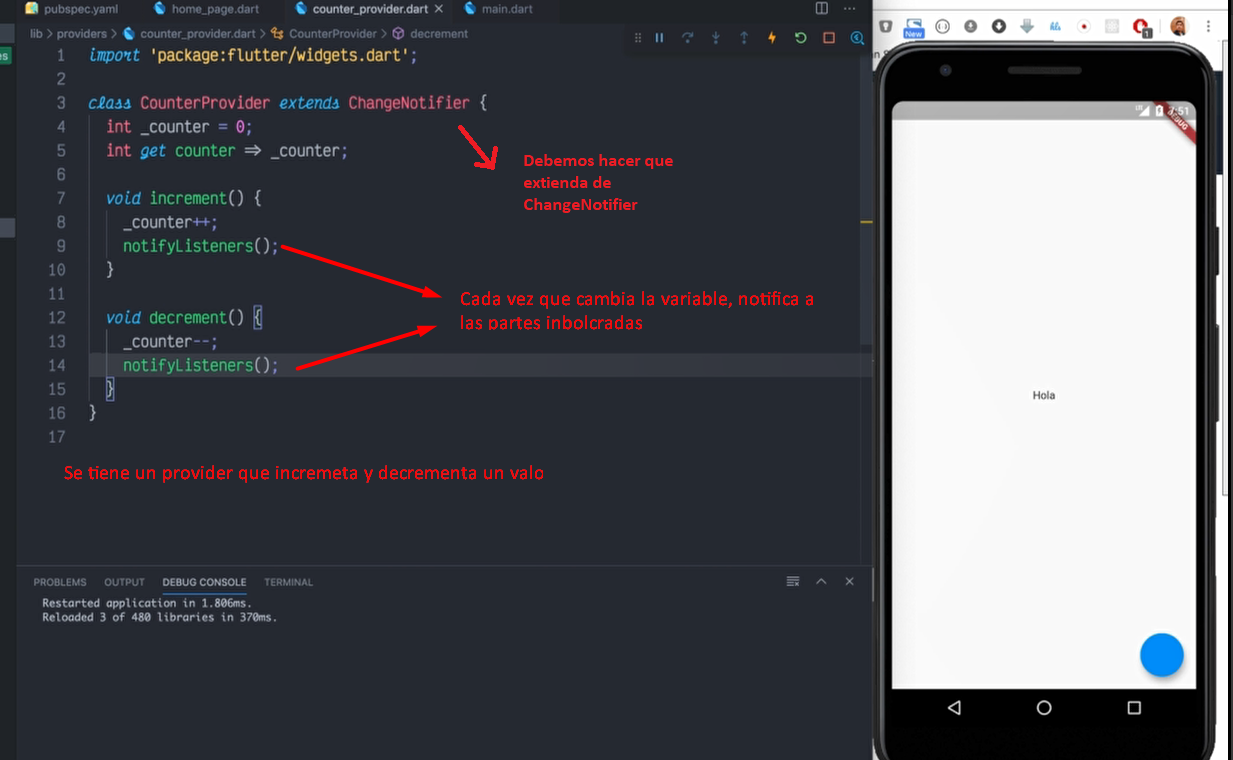 pubspec.yaml home_page.dart counter_provider.dart main.dart
lib > providers > counter_provider.dart > CounterProvider > decrement
New
1
1 import 'package:flutter/widgets.dart';
2
3 class CounterProvider extends ChangeNotifier {
4 int _counter = 0;
5 int get counter => _counter;
6
7 void increment() {
8 _counter++;
9 notifyListeners();
10 }
11
12 void decrement() {
13 _counter--;
14 notifyListeners();
15 }
16 }
17
Debemos hacer que
extienda de
ChangeNotifier
Cada vez que cambia la variable, notifica a
las partes inbolcradas
Se tiene un provider que incremeta y decrementa un valo
PROBLEMS OUTPUT DEBUG CONSOLE TERMINAL
Restarted application in 1.806ms.
Reloaded 3 of 480 libraries in 370ms.
7:51
DEBUG
Hola